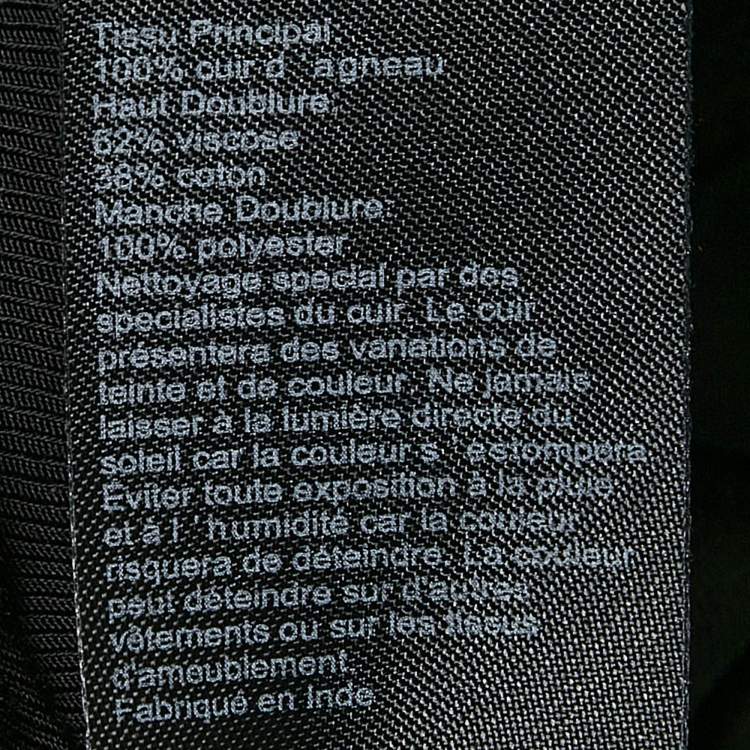 Tissu Principal
100% cuir d 'agneau
Haut Doublure:
62% viscose
38% coton
Manche Doublure:
100% polyester
Nettoyage special par des
specialistes du cuir. Le cuir
présentera des variations de
teinte et de couleur. Ne jamais
laisser à la lumière directe du
soleil car la couleur s 'estompera
Éviter toute exposition à la pluie
et à l 'humidité car la couleur
risquera de déteindre. La couleur
peut déteindre sur d'autres
vêtements ou sur les tissus
d'ameublement.
Fabriqué en Inde